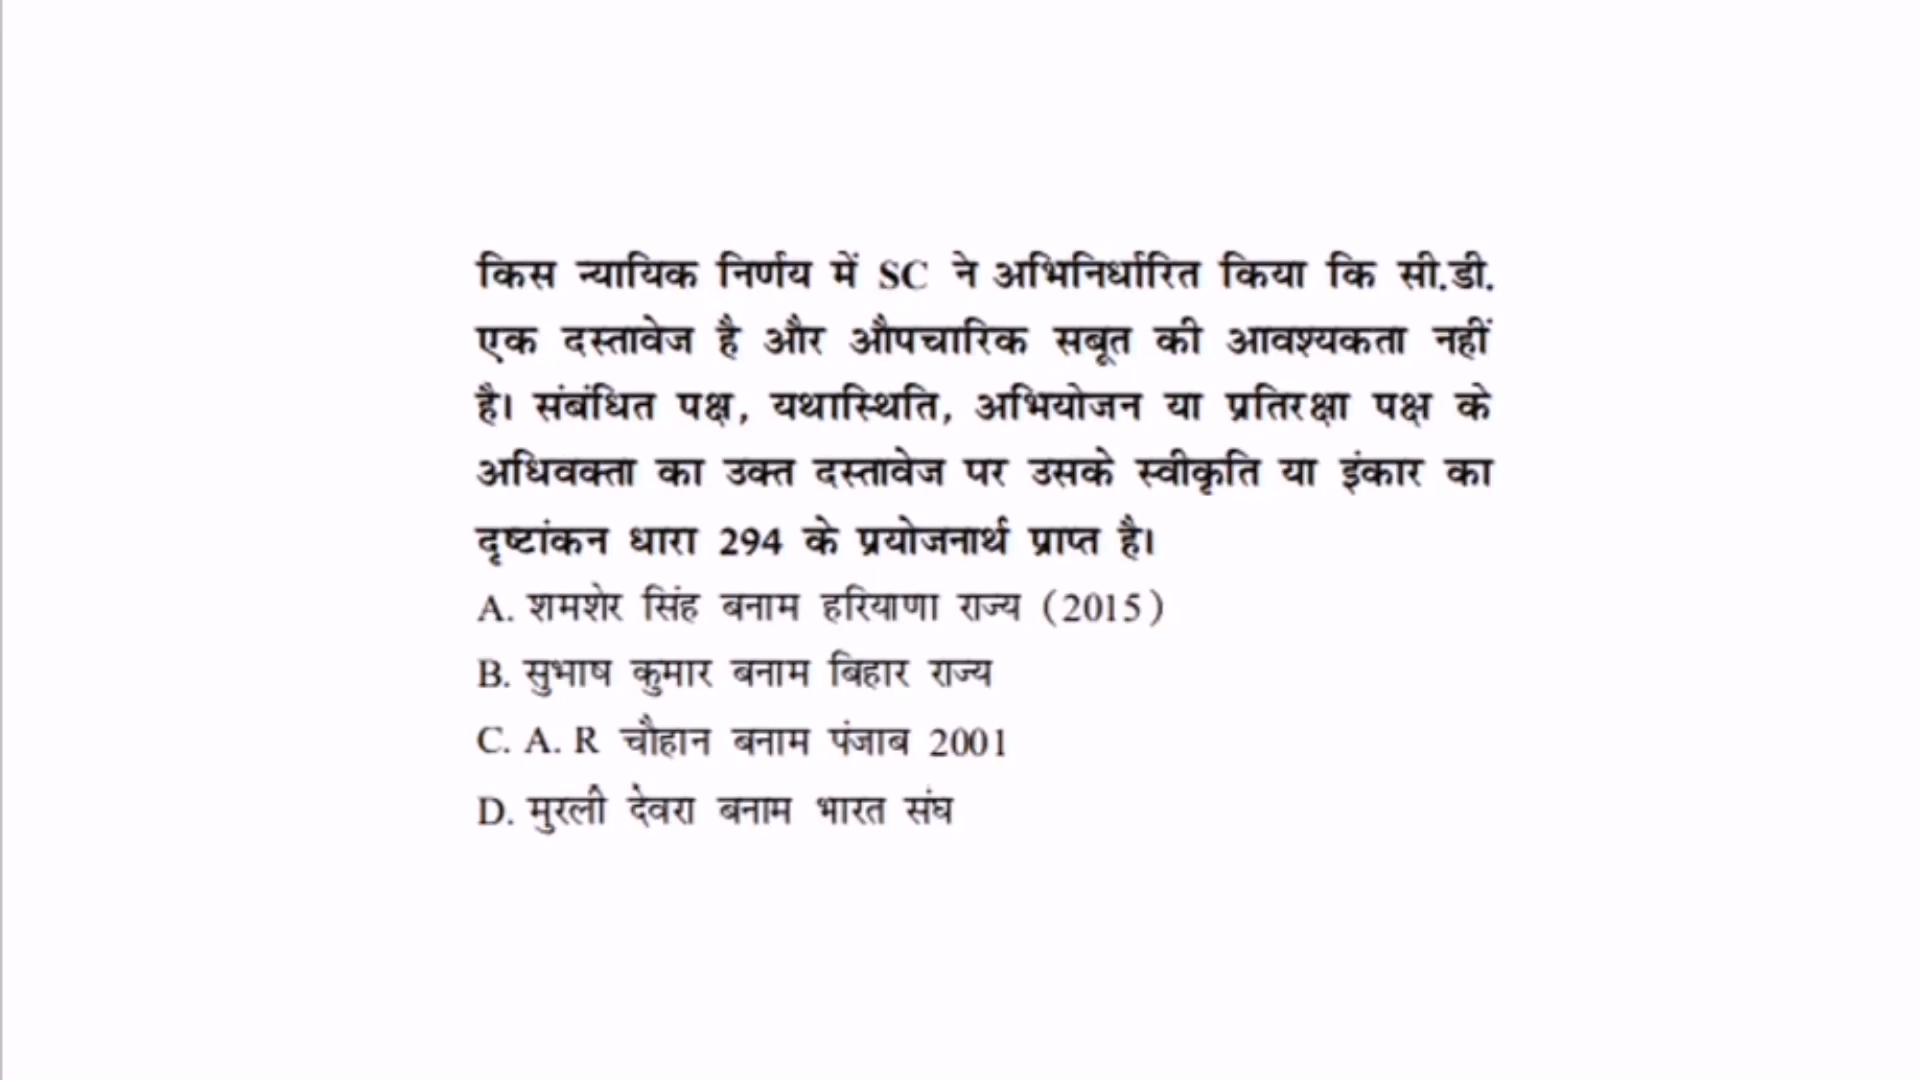 किस न्यायिक निर्णय में SC ने अभिनिर्धारित किया कि सी.डी.
एक दस्तावेज है और औपचारिक सबूत की आवश्यकता नहीं
है। संबंधित पक्ष, यथास्थिति, अभियोजन या प्रतिरक्षा पक्ष के
अधिवक्ता का उक्त दस्तावेज पर उसके स्वीकृति या इंकार का
दृष्टांकन धारा 294 के प्रयोजनार्थ प्राप्त है।
A. शमशेर सिंह बनाम हरियाणा राज्य (2015)
B. सुभाष कुमार बनाम बिहार राज्य
C. A. R चौहान बनाम पंजाब 2001
D. मुरली देवरा बनाम भारत संघ